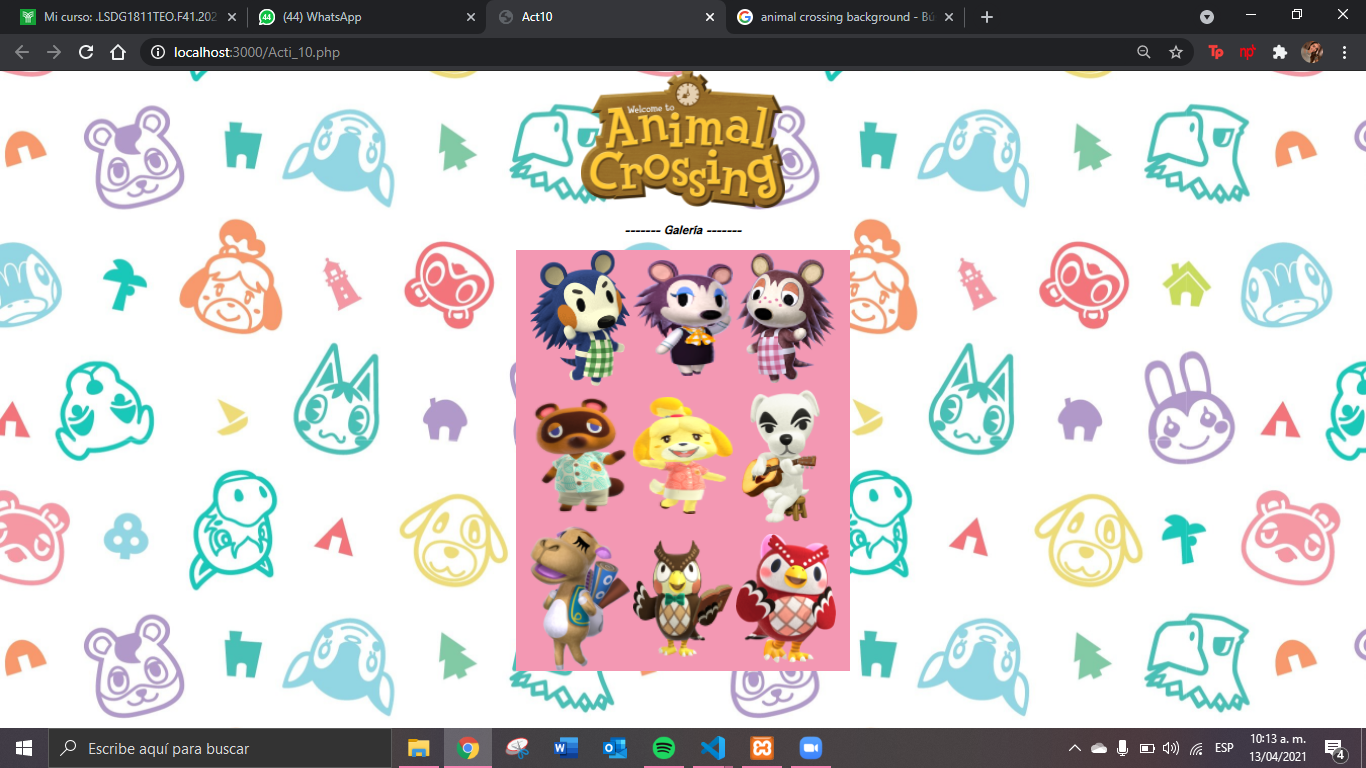 Mi curso: .LSDG1811TEO.F41.202
(44) WhatsApp
Act10
animal crossing background - Bú
localhost:3000/Acti_10.php
Welcome to
Animal
Crossing
------- Galería -------
Escribe aquí para buscar
ESP
10:13 a. m.
13/04/2021
4